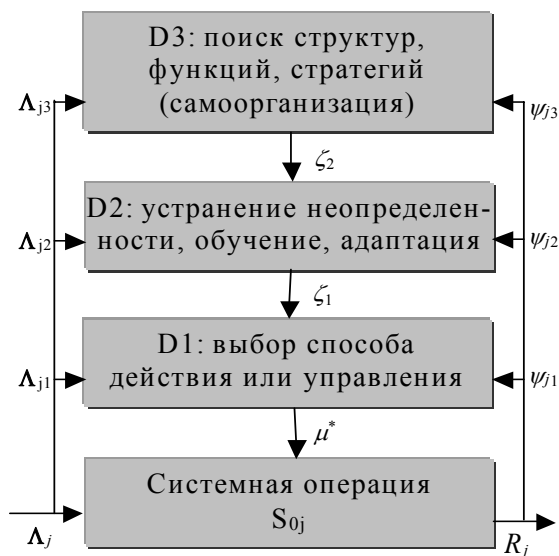 D3: поиск структур,
функций, стратегий
(самоорганизация)
Λj3
ψj3
ζ2
D2: устранение неопределен-
ности, обучение, адаптация
Λj2
ψj2
ζ1
D1: выбор способа
действия или управления
Λj1
ψj1
μ*
Системная операция
S0j
Λj
Rj